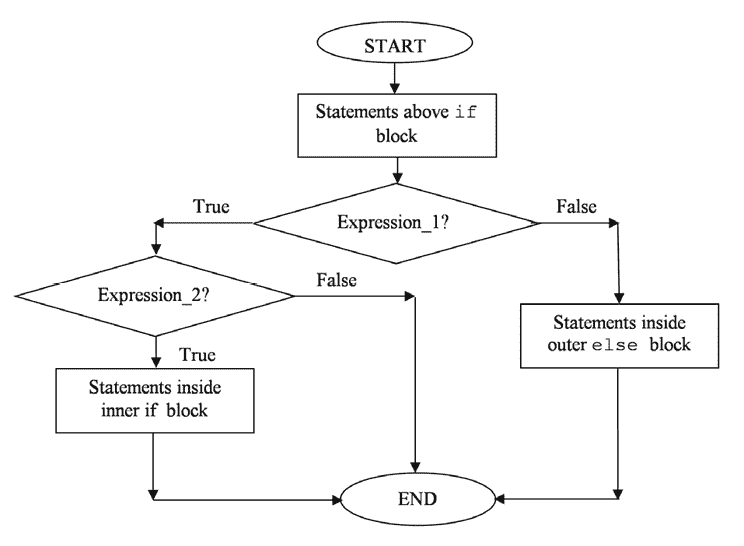 START
Statements above if
block
True
False
Expression_1?
False
Expression_2?
Statements inside
outer else block
True
Statements inside
inner if block
END